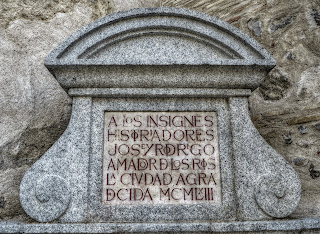 A LOS INSIGNES
HISTORIADORES
JOSE Y RODRIGO
AMADOR DE LOS RIOS
LA CIUDAD AGRA
DECIDA MCMLIII